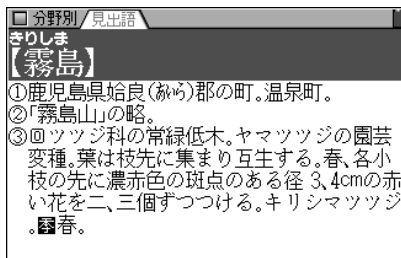 分野別/見出語
きりしま
【霧島】
①鹿児島県姶良(あいら)郡の町。温泉町。
②「霧島山」の略。
③回ツツジ科の常緑低木。ヤマツツジの園芸
変種。葉は枝先に集まり互生する。春、各小
枝の先に濃赤色の斑点のある径 3、4cmの赤
い花を二、三個ずつつける。キリシマツツジ
。季春。